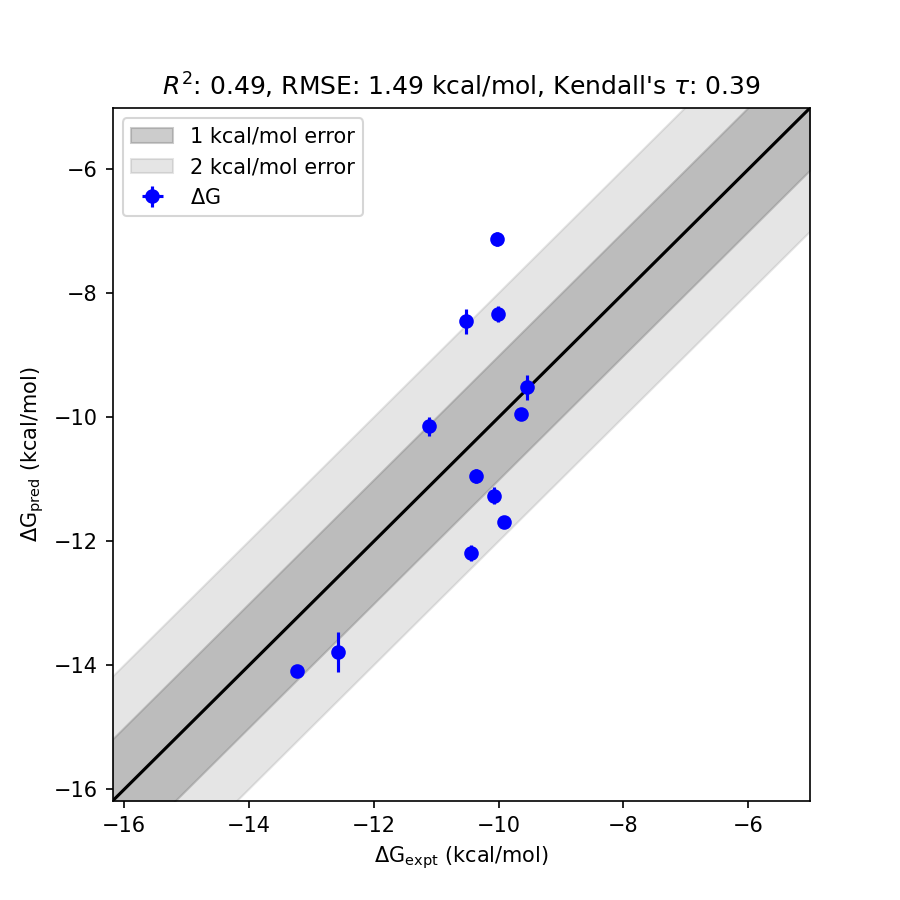 R²: 0.49, RMSE: 1.49 kcal/mol, Kendall's τ: 0.39
1 kcal/mol error
2 kcal/mol error
ΔG
−6
−8
−10
−12
−14
−16
ΔGpred (kcal/mol)
−16 −14 −12 −10 −8 −6
ΔGexpt (kcal/mol)